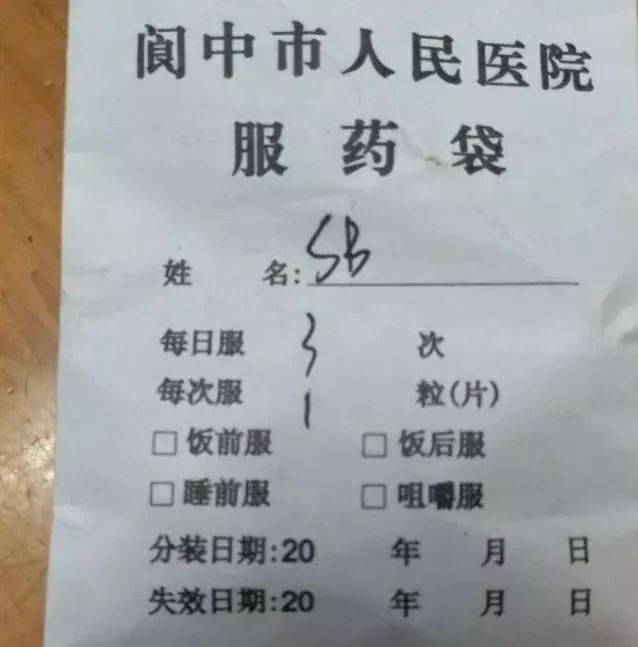 阆中市人民医院
服药袋
姓 名: SB
每日服 3 次
每次服 1 粒(片)
□ 饭前服 □ 饭后服
□ 睡前服 □ 咀嚼服
分装日期:20 年 月 日
失效日期:20 年 月 日